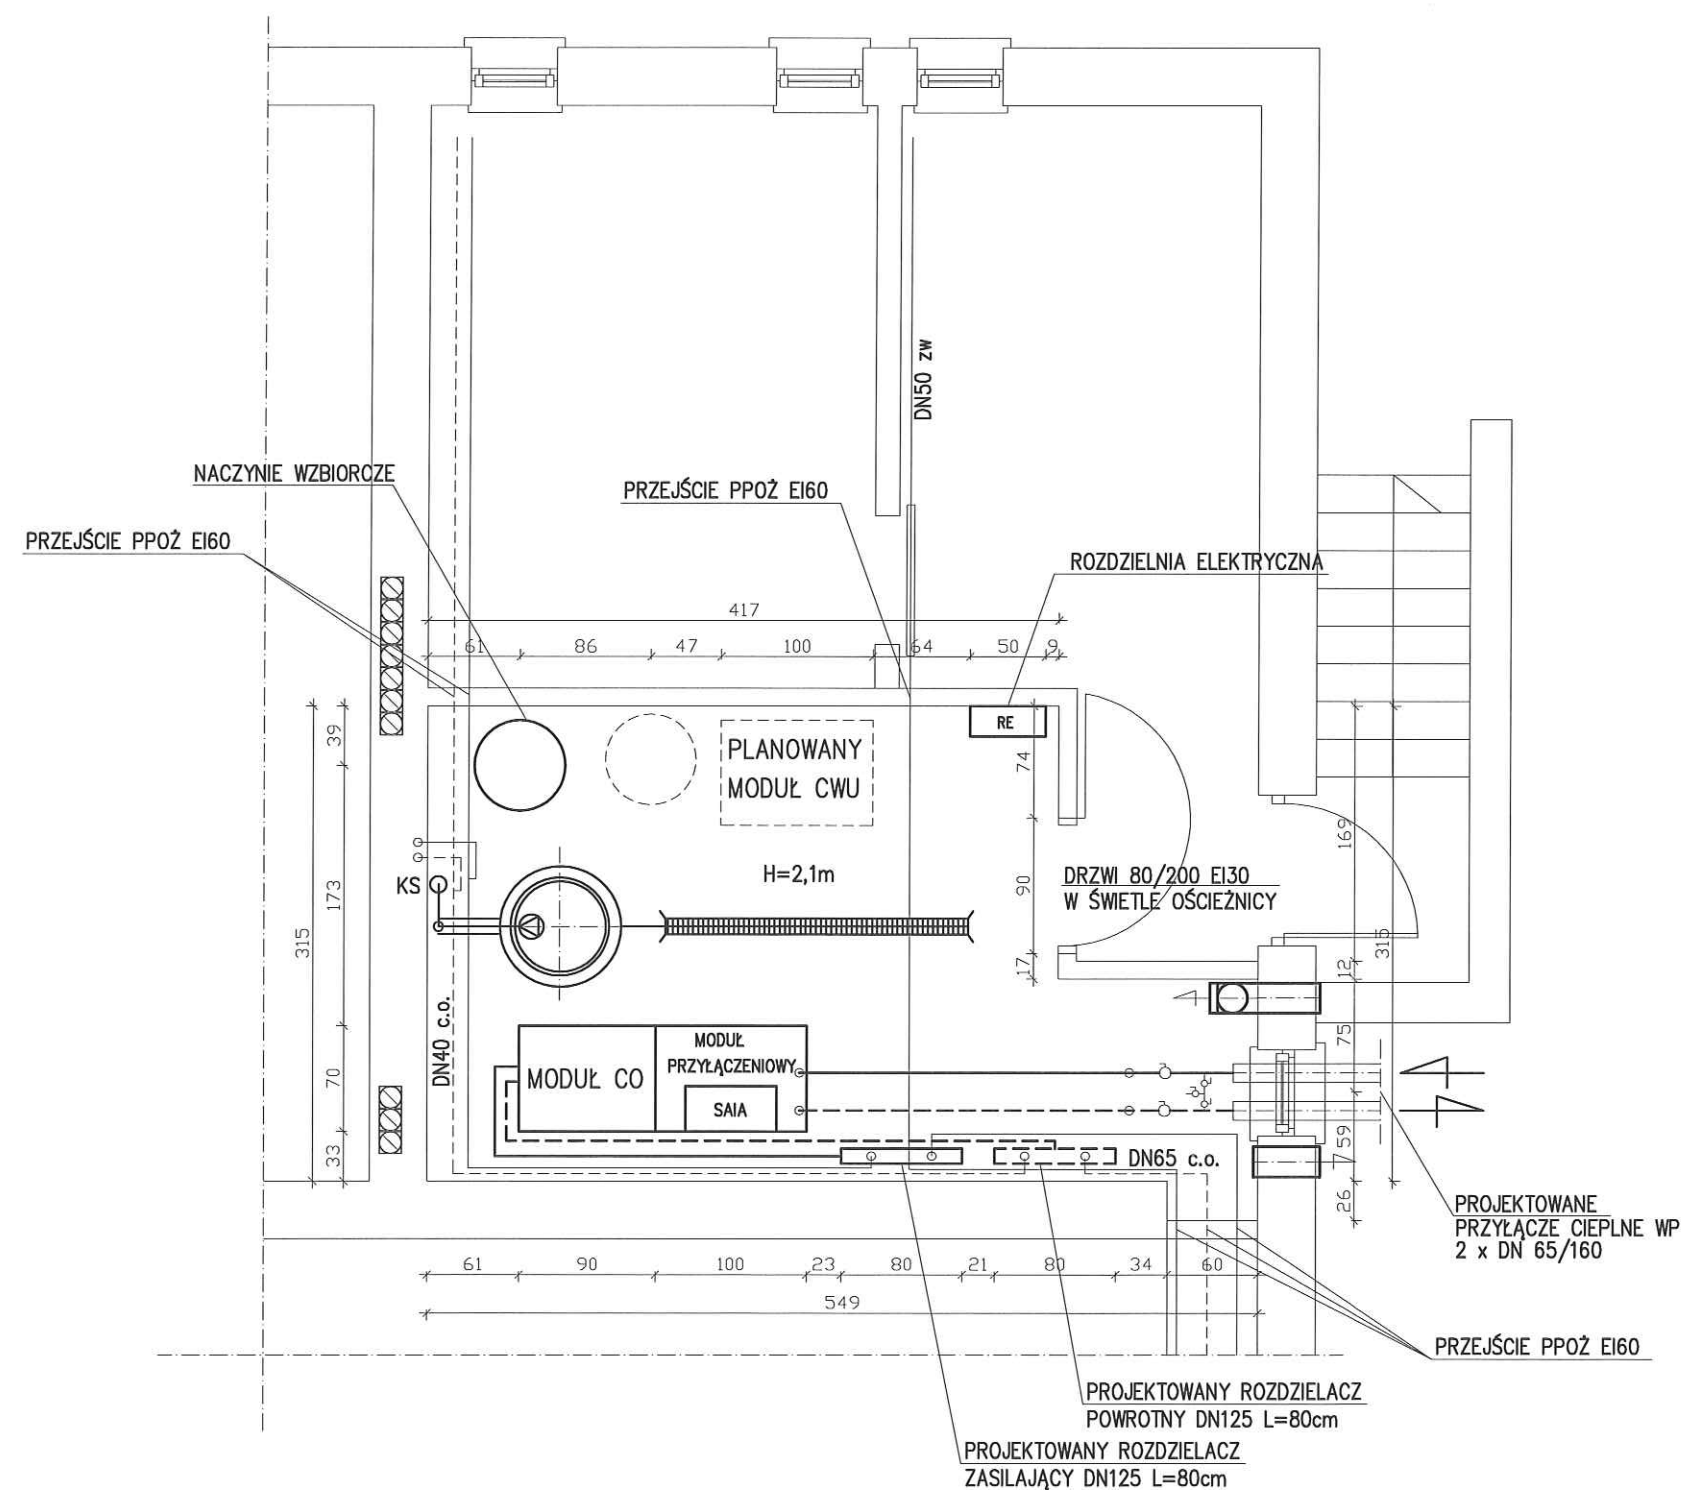 DN50 zw
NACZYNIE WZBIORCZE
PRZEJŚCIE PPOŻ EI60
PRZEJŚCIE PPOŻ EI60
ROZDZIELNIA ELEKTRYCZNA
417
61 86 47 100 64 50 9
RE
PLANOWANY
MODUŁ CWU
39
74
169
H=2,1m
KS
173
90
DRZWI 80/200 EI30
W ŚWIETLE OŚCIEŻNICY
315
315
17
12
DN40 c.o.
MODUŁ CO
MODUŁ
PRZYŁĄCZENIOWY
SAIA
70
75
33
59
DN65 c.o.
26
PROJEKTOWANE
PRZYŁĄCZE CIEPLNE WP
2 x DN 65/160
61 90 100 23 80 21 80 34 60
549
PRZEJŚCIE PPOŻ EI60
PROJEKTOWANY ROZDZIELACZ
POWROTNY DN125 L=80cm
PROJEKTOWANY ROZDZIELACZ
ZASILAJĄCY DN125 L=80cm